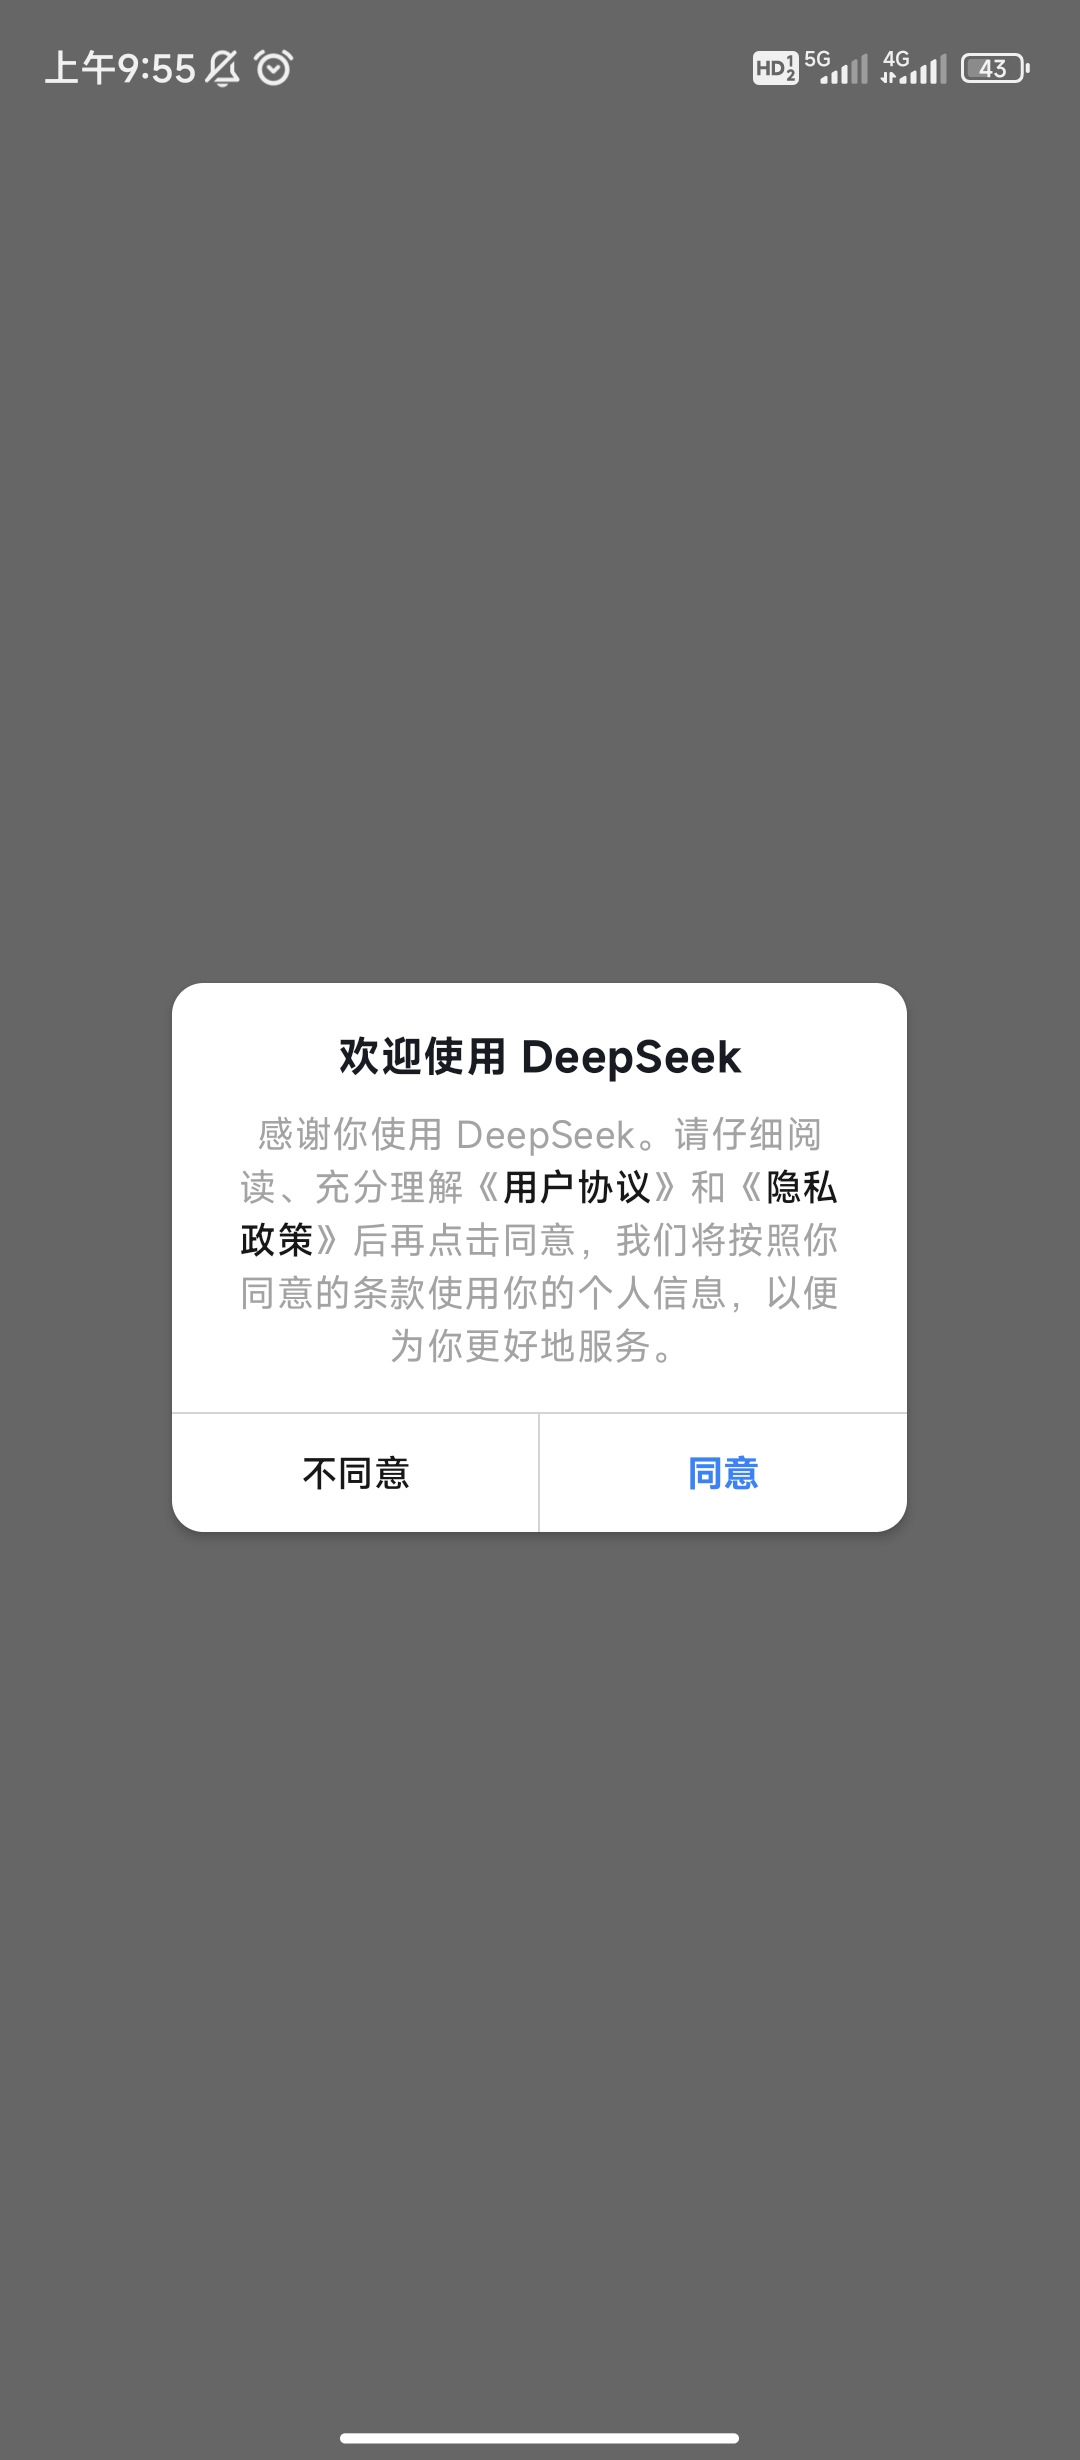 上午9:55
HD 1 2 5G 4G 43
欢迎使用 DeepSeek
感谢你使用 DeepSeek。请仔细阅
读、充分理解《用户协议》和《隐私
政策》后再点击同意，我们将按照你
同意的条款使用你的个人信息，以便
为你更好地服务。
不同意
同意